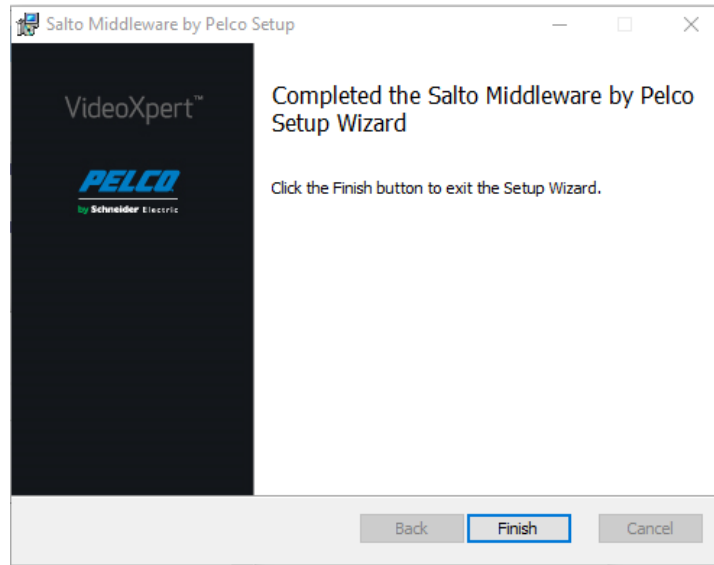 Salto Middleware by Pelco Setup
VideoXpert™
PELCO
by Schneider Electric
Completed the Salto Middleware by Pelco
Setup Wizard
Click the Finish button to exit the Setup Wizard.
Back
Finish
Cancel